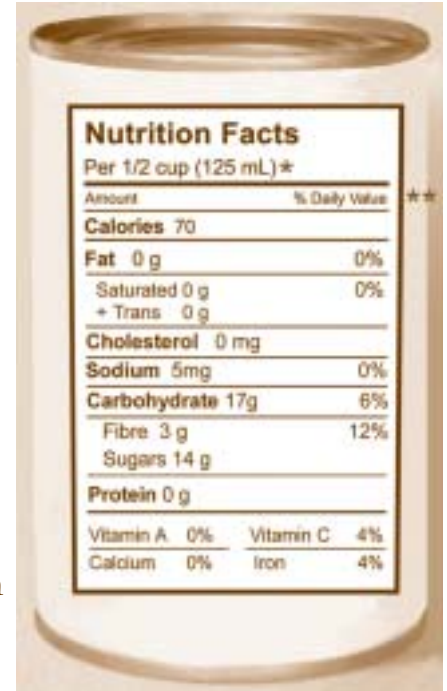 Nutrition Facts
Per 1/2 cup (125 mL)*
Amount % Daily Value **
Calories 70
Fat 0 g 0%
Saturated 0 g 0%
+ Trans 0 g
Cholesterol 0 mg
Sodium 5mg 0%
Carbohydrate 17g 6%
Fibre 3 g 12%
Sugars 14 g
Protein 0 g
Vitamin A 0% Vitamin C 4%
Calcium 0% Iron 4%